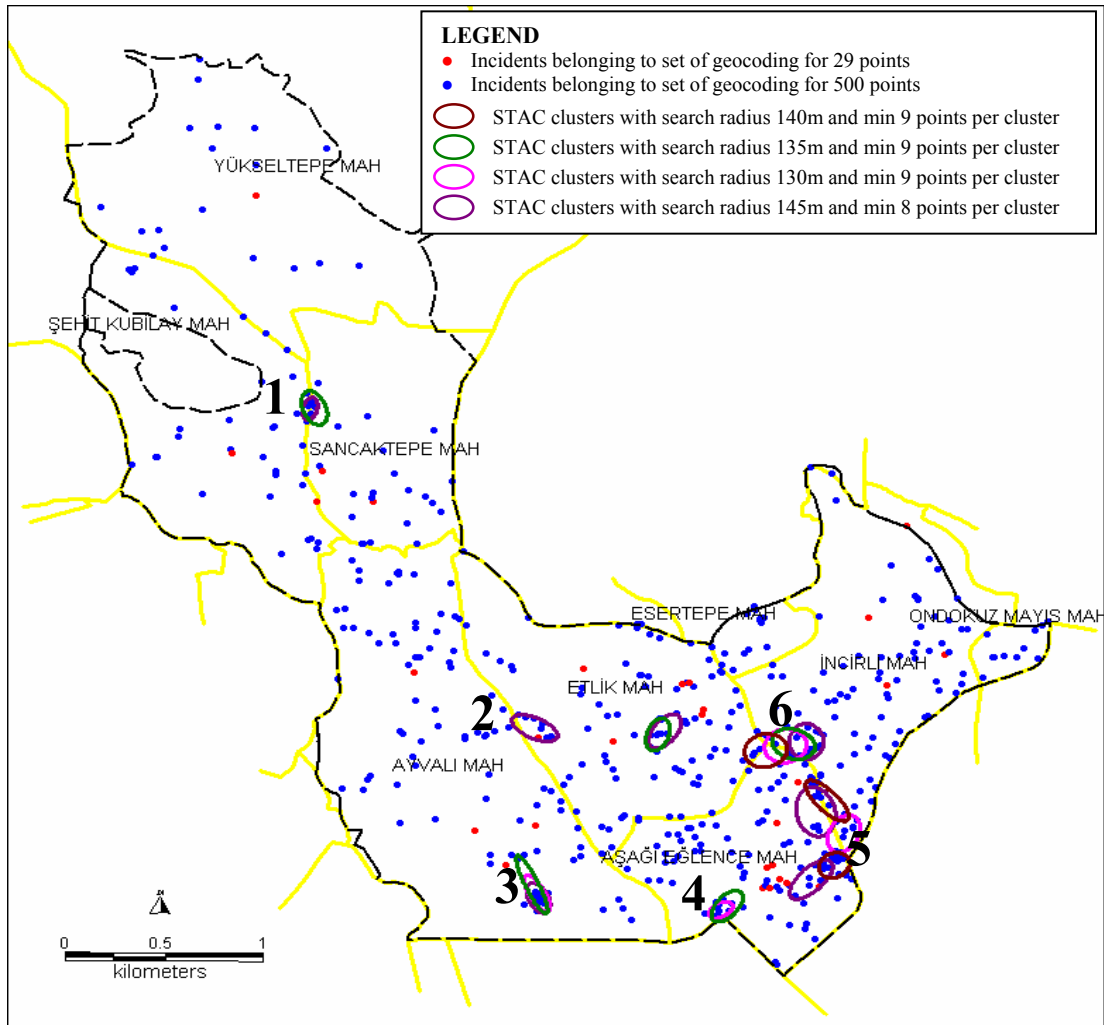 LEGEND
Incidents belonging to set of geocoding for 29 points
Incidents belonging to set of geocoding for 500 points
STAC clusters with search radius 140m and min 9 points per cluster
STAC clusters with search radius 135m and min 9 points per cluster
STAC clusters with search radius 130m and min 9 points per cluster
STAC clusters with search radius 145m and min 8 points per cluster
YÜKSELTEPE MAH
ŞEHİT KUBİLAY MAH
1
SANCAKTEPE MAH
ESERTEPE MAH
ONDOKUZ MAYIS MAH
İNCİRLİ MAH
ETLİK MAH
2
6
AYVALI MAH
AŞAĞI EĞLENCE MAH
5
3
4
N
0 0.5 1
kilometers